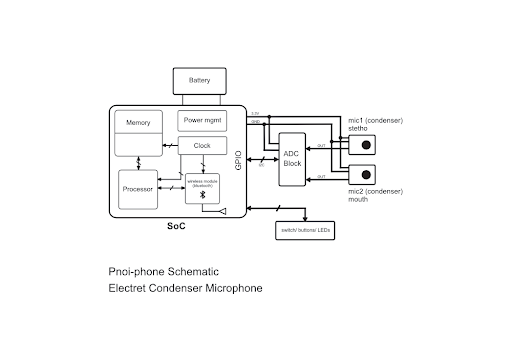 Battery
Power mgmt
Memory
Clock
Processor
wireless module
(bluetooth)
GPIO
SoC
3.3V
GND
ADC
Block
I2C
OUT
OUT
mic1 (condenser)
stetho
mic2 (condenser)
mouth
switch/ buttons/ LEDs
Pnoi-phone Schematic
Electret Condenser Microphone